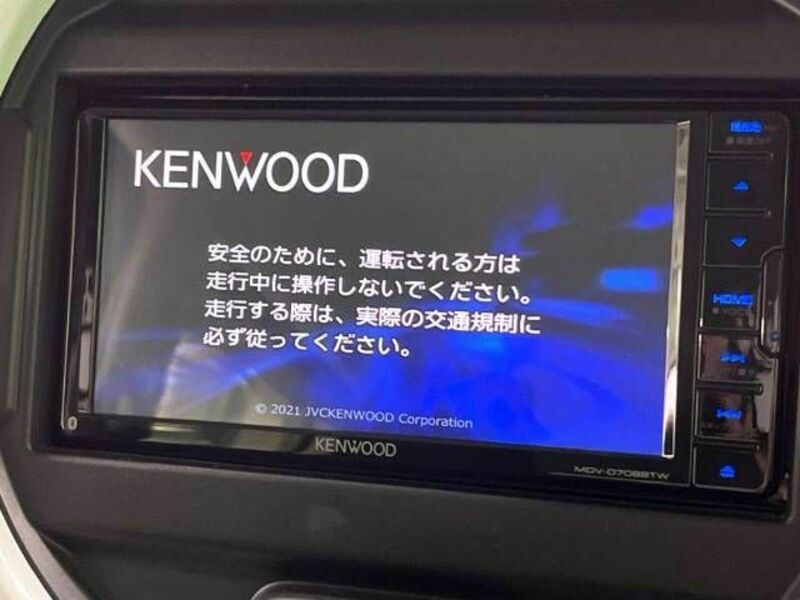 KENWOOD
安全のために、運転される方は
走行中に操作しないでください。
走行する際は、実際の交通規制に
必ず従ってください。
© 2021 JVCKENWOOD Corporation
KENWOOD
MDV-D708BTW
現在地
HOME